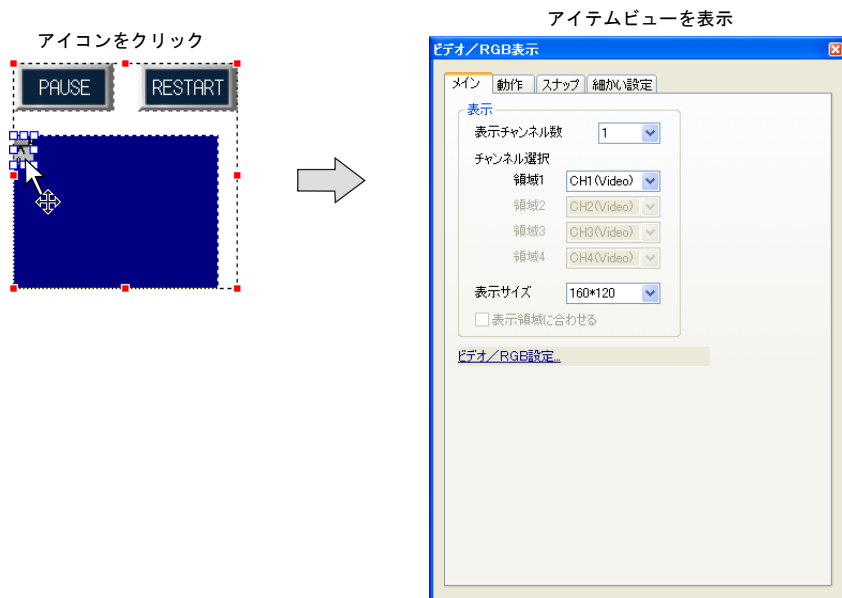 アイテムビューを表示
アイコンをクリック
PAUSE
RESTART
ビデオ／RGB表示
メイン 動作 スナップ 細かい設定
表示
表示チャンネル数 1
チャンネル選択
領域1 CH1(Video)
領域2 CH2(Video)
領域3 CH3(Video)
領域4 CH4(Video)
表示サイズ 160*120
表示領域に合わせる
ビデオ／RGB設定...